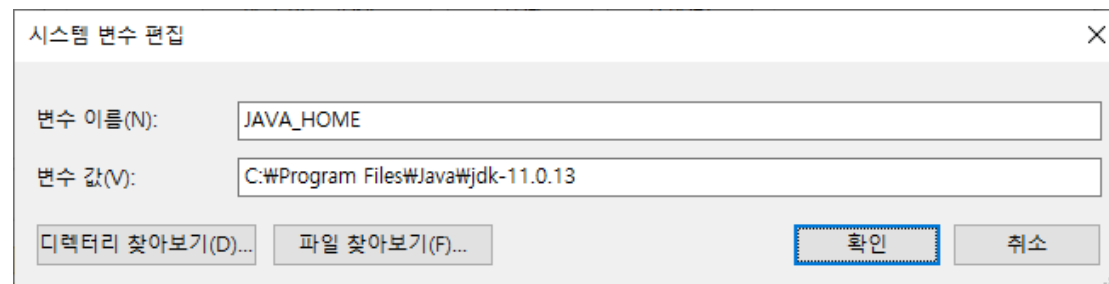 시스템 변수 편집
변수 이름(N): JAVA_HOME
변수 값(V): C:₩Program Files₩Java₩jdk-11.0.13
디렉터리 찾아보기(D)... 파일 찾아보기(F)... 확인 취소